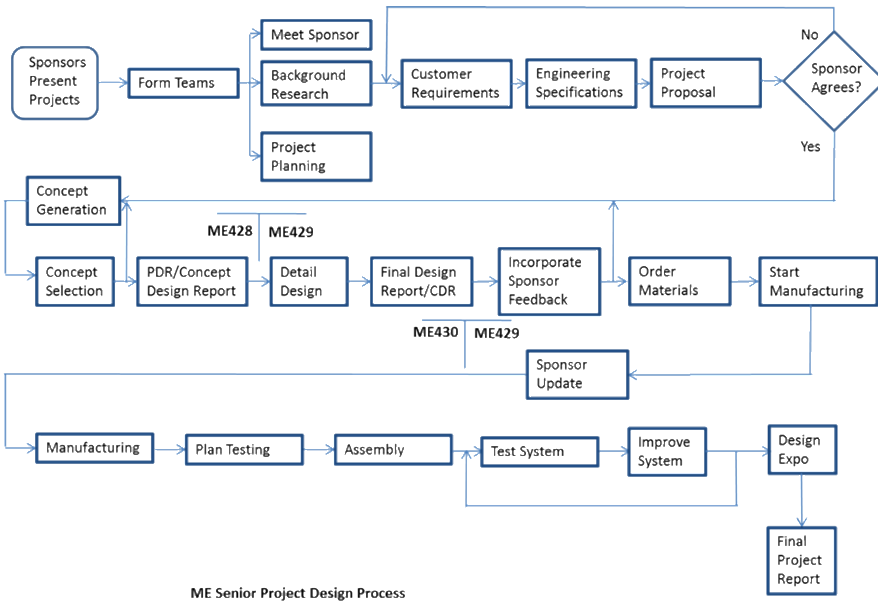 Sponsors
Present
Projects
Form Teams
Meet Sponsor
Background
Research
Project
Planning
Customer
Requirements
Engineering
Specifications
Project
Proposal
No
Sponsor
Agrees?
Yes
Concept
Generation
ME428
ME429
Concept
Selection
PDR/Concept
Design Report
Detail
Design
Final Design
Report/CDR
Incorporate
Sponsor
Feedback
Order
Materials
Start
Manufacturing
ME430
ME429
Sponsor
Update
Manufacturing
Plan Testing
Assembly
Test System
Improve
System
Design
Expo
Final
Project
Report
ME Senior Project Design Process